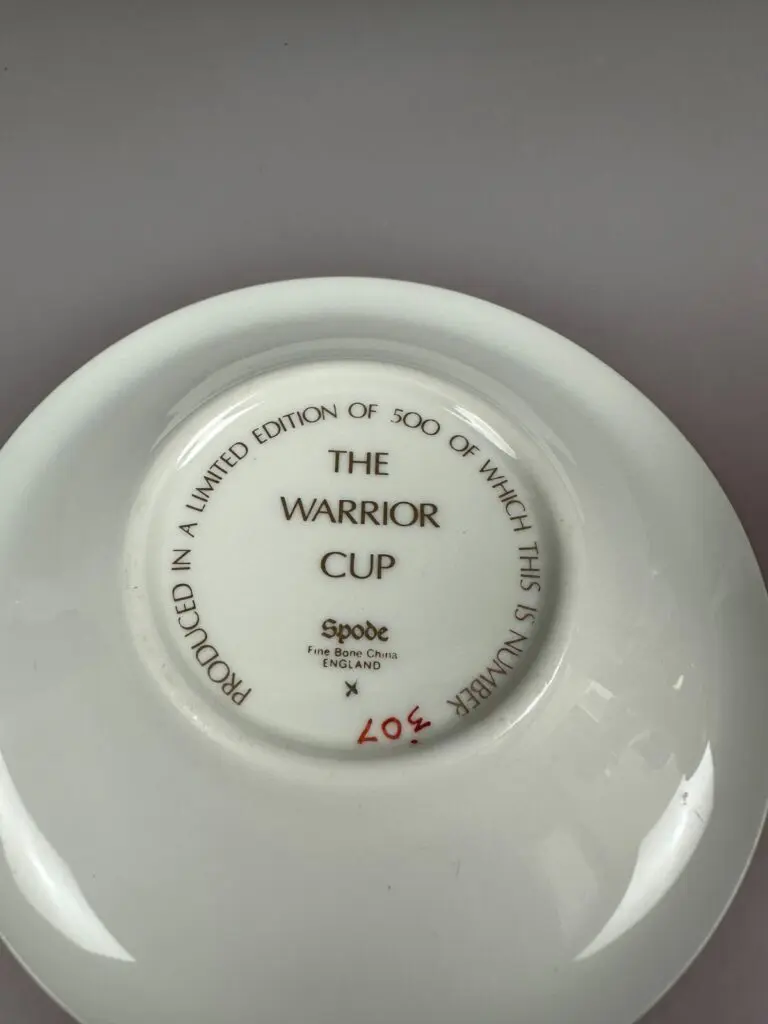 PRODUCED IN A LIMITED EDITION OF 500 OF WHICH THIS IS NUMBER
307
THE
WARRIOR
CUP
Spode
Fine Bone China
ENGLAND